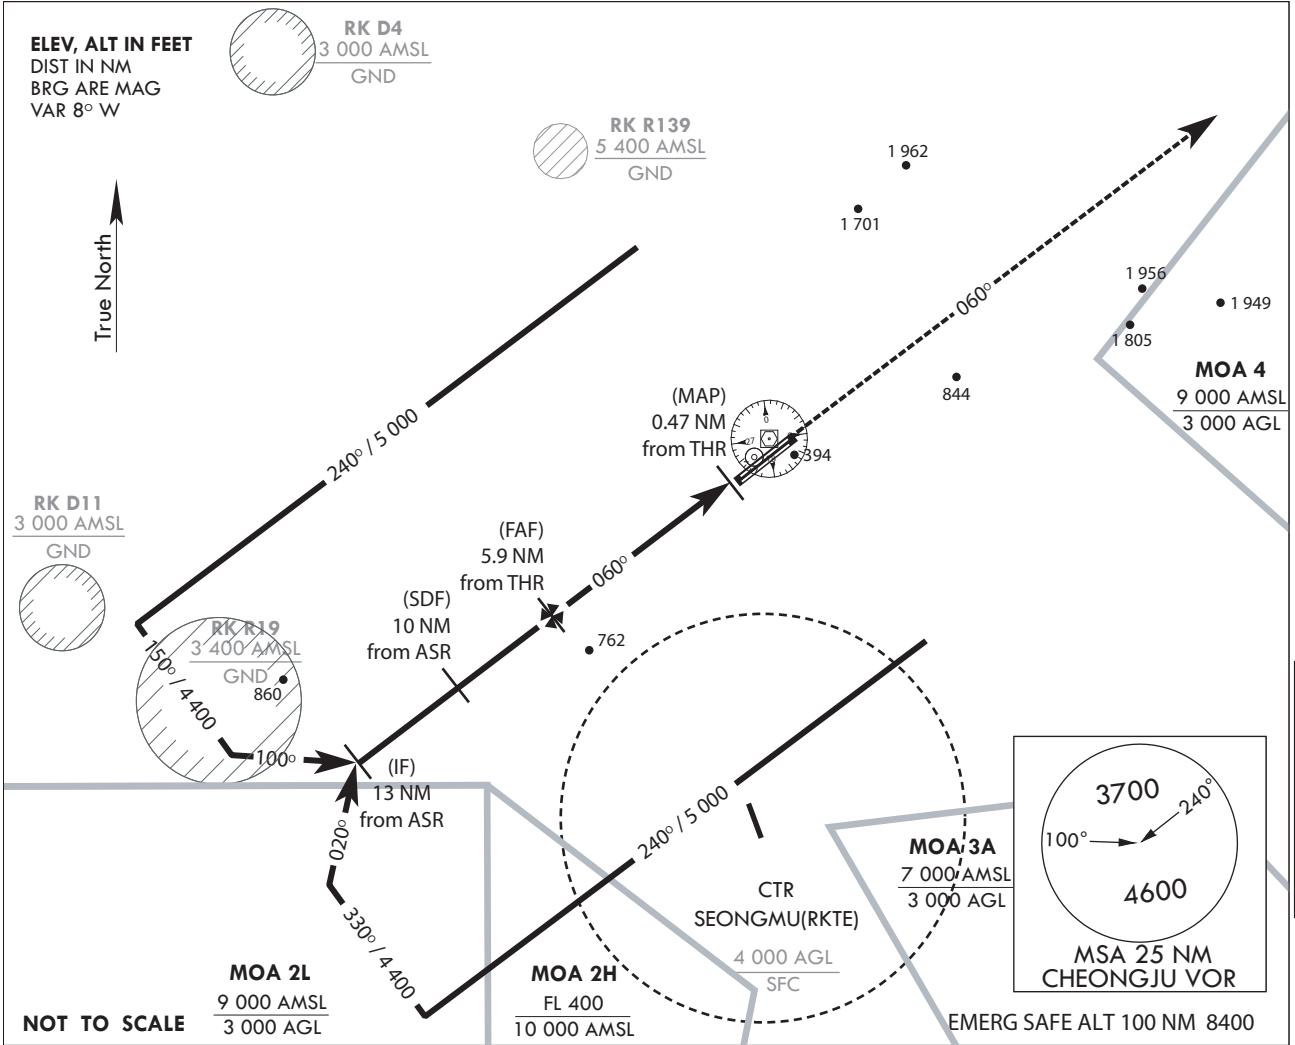 ELEV, ALT IN FEET
DIST IN NM
BRG ARE MAG
VAR 8° W
True North
RK D4
3 000 AMSL
GND
RK R139
5 400 AMSL
GND
1 962
1 701
060°
1 956
1 949
1 805
MOA 4
9 000 AMSL
3 000 AGL
844
(MAP)
0.47 NM
from THR
0
27
394
240° / 5 000
RK D11
3 000 AMSL
GND
(FAF)
5.9 NM
from THR
060°
(SDF)
10 NM
from ASR
762
RK R19
3 400 AMSL
GND
860
150° / 4 400
100°
(IF)
13 NM
from ASR
020°
330° / 4 400
240° / 5 000
CTR
SEONGMU(RKTE)
4 000 AGL
SFC
MOA 3A
7 000 AMSL
3 000 AGL
3700
240°
100°
4600
MSA 25 NM
CHEONGJU VOR
MOA 2L
9 000 AMSL
3 000 AGL
MOA 2H
FL 400
10 000 AMSL
NOT TO SCALE
EMERG SAFE ALT 100 NM 8400